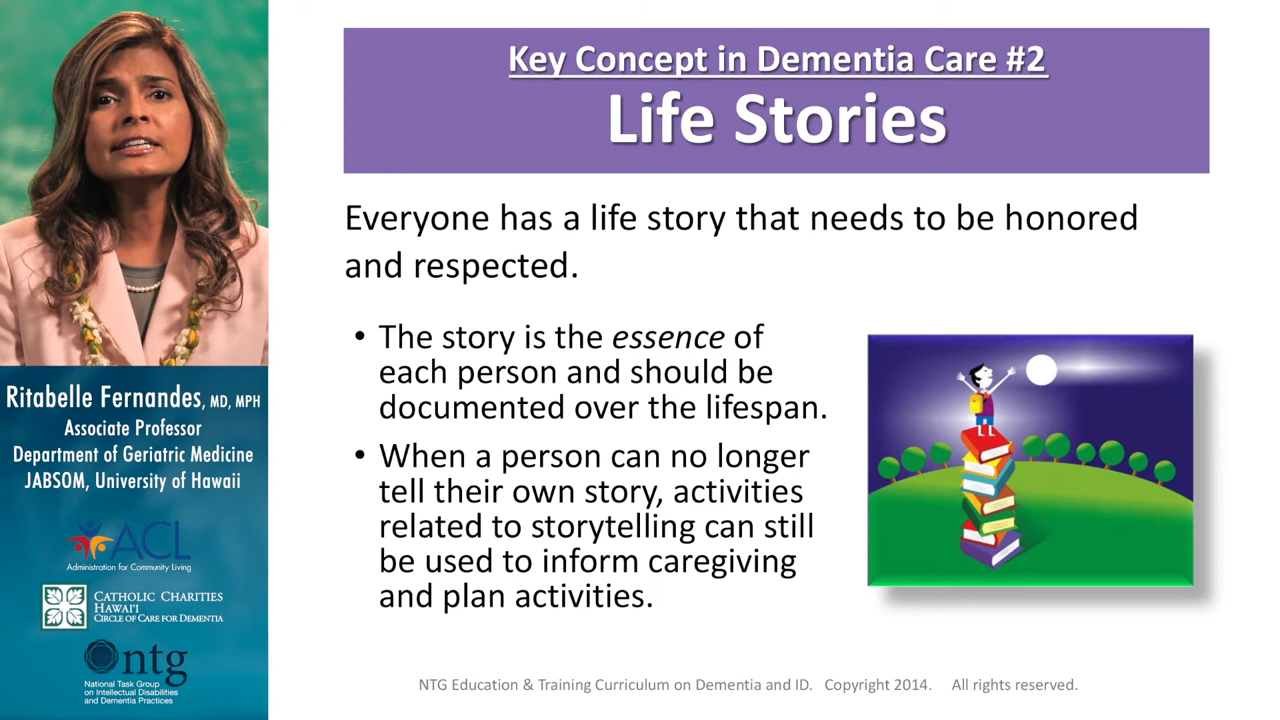 Key Concept in Dementia Care #2
Life Stories
Everyone has a life story that needs to be honored
and respected.
• The story is the essence of
each person and should be
documented over the lifespan.
• When a person can no longer
tell their own story, activities
related to storytelling can still
be used to inform caregiving
and plan activities.
Ritabelle Fernandes, MD, MPH
Associate Professor
Department of Geriatric Medicine
JABSOM, University of Hawaii
ACL
Administration for Community Living
CATHOLIC CHARITIES
HAWAI'I
CIRCLE OF CARE FOR DEMENTIA
ntg
National Task Group
on Intellectual Disabilities
and Dementia Practices
NTG Education & Training Curriculum on Dementia and ID. Copyright 2014. All rights reserved.